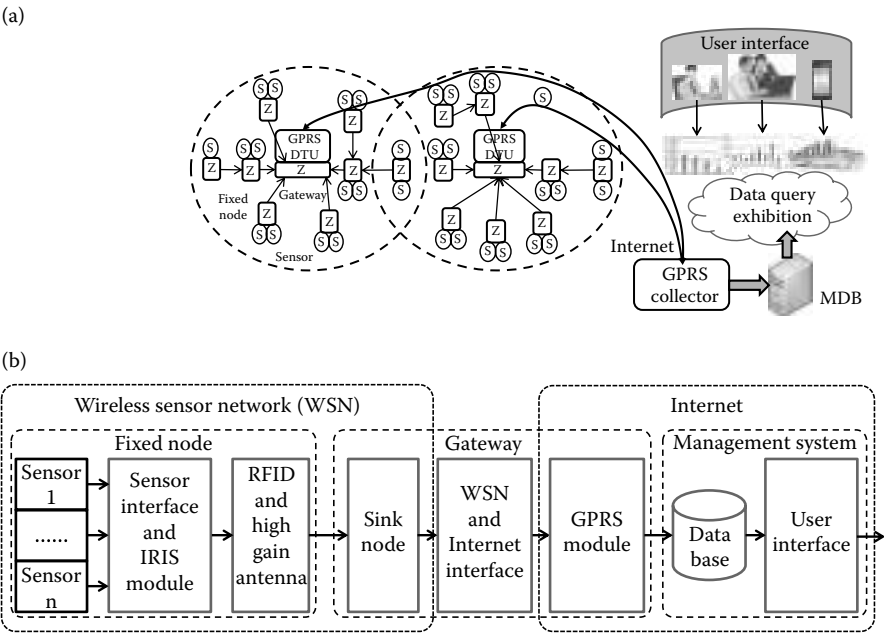 (a)
User interface
S S
S S
S S
S
Z
Z
S S
Z
Z
S S
S S
GPRS
DTU
Z
S
Z
S
S S
GPRS
DTU
Z
S
Z
S
Z
Z
Z
S S
Z
Z
Z
S S
Fixed
node
Gateway
Z
S S
Z
S S
Sensor
Z
S S
Z
S S
Z
S S
Data query
exhibition
Internet
GPRS
collector
MDB
(b)
Wireless sensor network (WSN)
Internet
Fixed node
Gateway
Management system
Sensor
1
......
Sensor
n
Sensor
interface
and
IRIS
module
RFID
and
high
gain
antenna
Sink
node
WSN
and
Internet
interface
GPRS
module
Data
base
User
interface